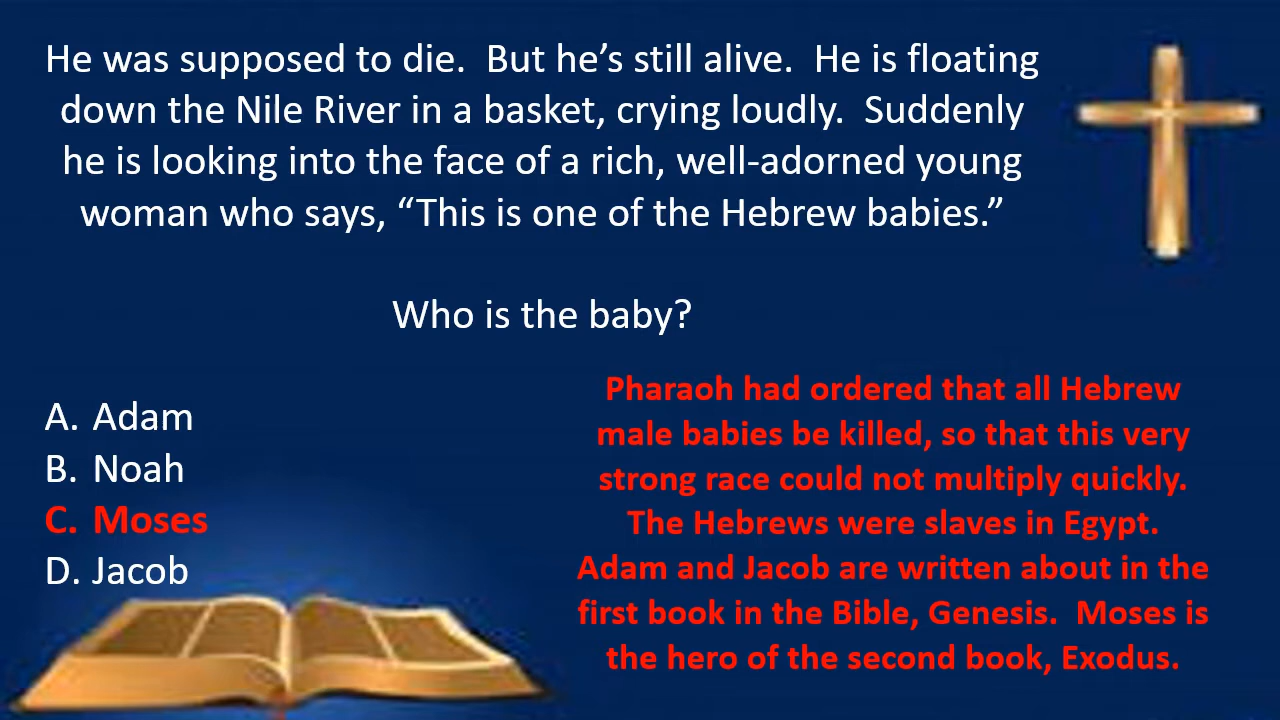 He was supposed to die.  But he’s still alive.  He is floating
down the Nile River in a basket, crying loudly.  Suddenly
he is looking into the face of a rich, well-adorned young
woman who says, “This is one of the Hebrew babies.”
Who is the baby?
A. Adam
B. Noah
C. Moses
D. Jacob
Pharaoh had ordered that all Hebrew
male babies be killed, so that this very
strong race could not multiply quickly.
The Hebrews were slaves in Egypt.
Adam and Jacob are written about in the
first book in the Bible, Genesis.  Moses is
the hero of the second book, Exodus.